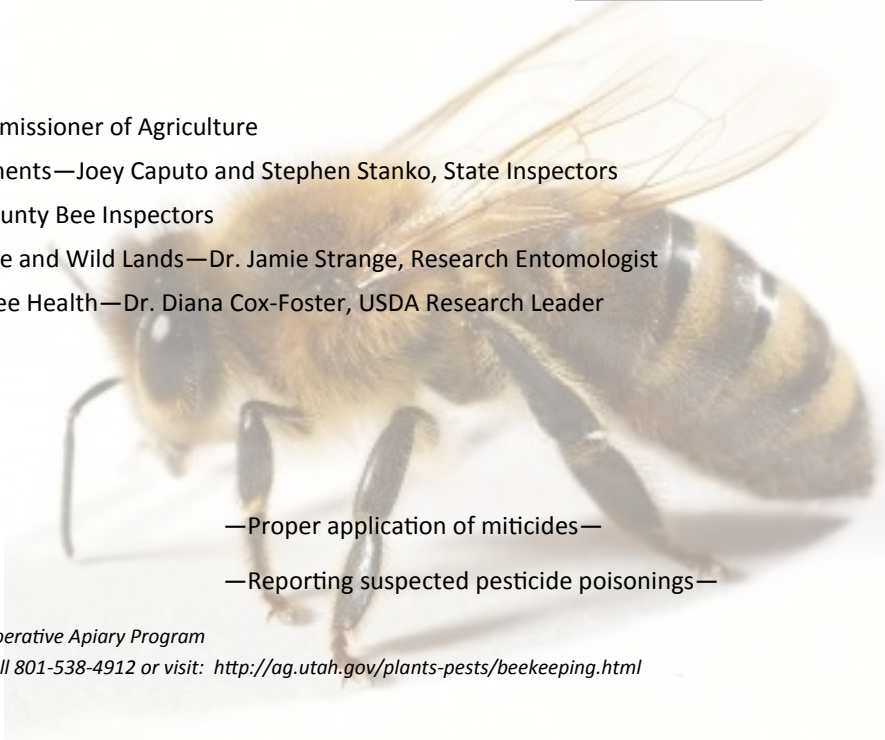 missioner of Agriculture
ents—Joey Caputo and Stephen Stanko, State Inspectors
unty Bee Inspectors
e and Wild Lands—Dr. Jamie Strange, Research Entomologist
ee Health—Dr. Diana Cox-Foster, USDA Research Leader
—Proper application of miticides—
—Reporting suspected pesticide poisonings—
perative Apiary Program
ll 801-538-4912 or visit: http://ag.utah.gov/plants-pests/beekeeping.html